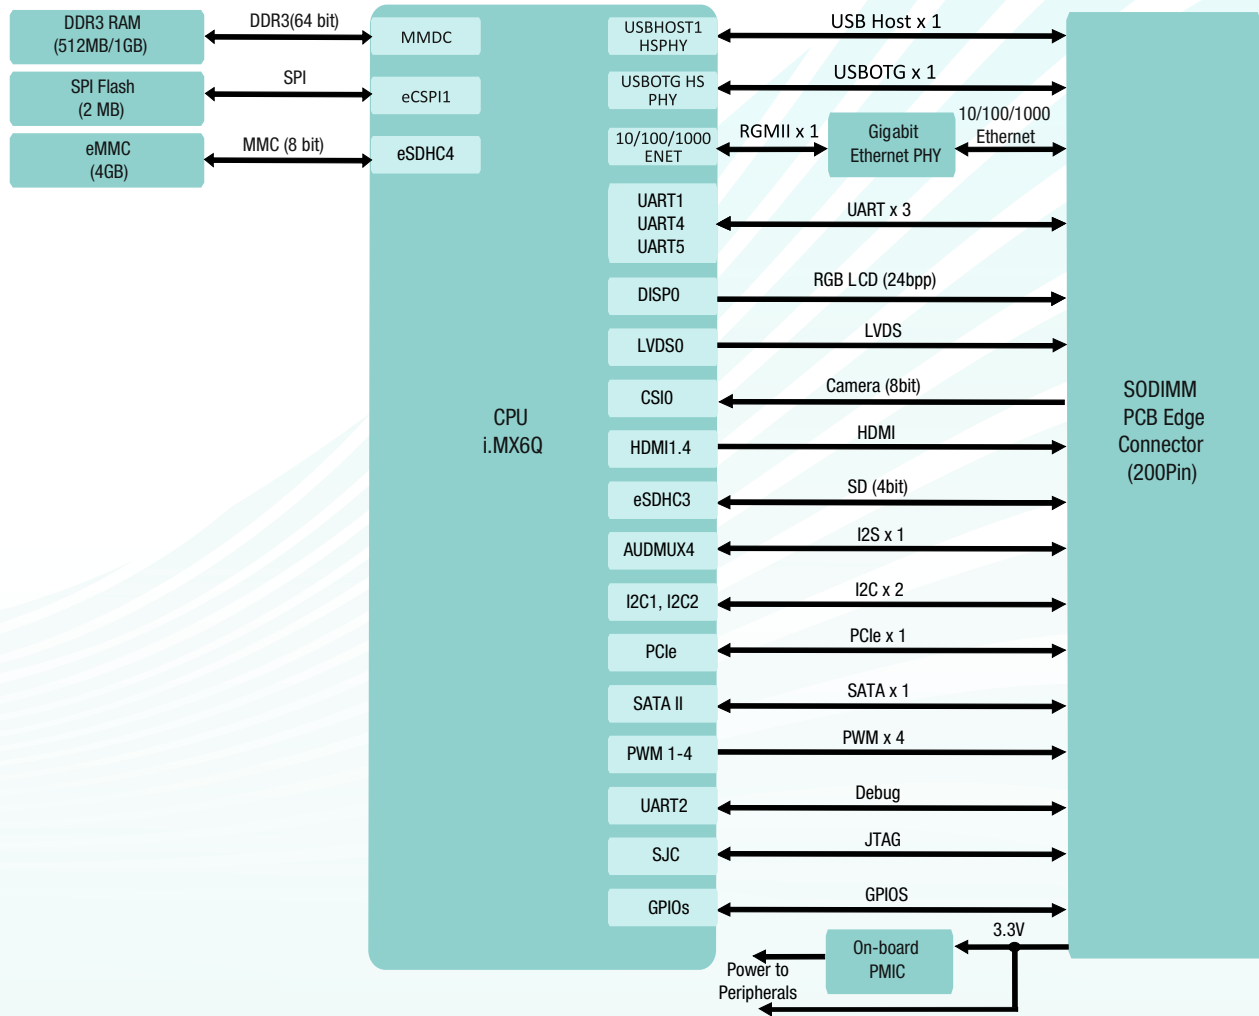 DDR3 RAM
(512MB/1GB)
DDR3(64 bit)
MMDC
SPI Flash
(2 MB)
SPI
eCSPI1
eMMC
(4GB)
MMC (8 bit)
eSDHC4
CPU
i.MX6Q
USBHOST1
HSPHY
USB Host x 1
USBOTG HS
PHY
USBOTG x 1
10/100/1000
ENET
RGMII x 1
Gigabit
Ethernet PHY
10/100/1000
Ethernet
UART1
UART4
UART5
UART x 3
DISP0
RGB LCD (24bpp)
LVDS0
LVDS
CSI0
Camera (8bit)
HDMI1.4
HDMI
eSDHC3
SD (4bit)
AUDMUX4
I2S x 1
I2C1, I2C2
I2C x 2
PCIe
PCIe x 1
SATA II
SATA x 1
PWM 1-4
PWM x 4
UART2
Debug
SJC
JTAG
GPIOs
GPIOS
SODIMM
PCB Edge
Connector
(200Pin)
3.3V
On-board
PMIC
Power to
Peripherals